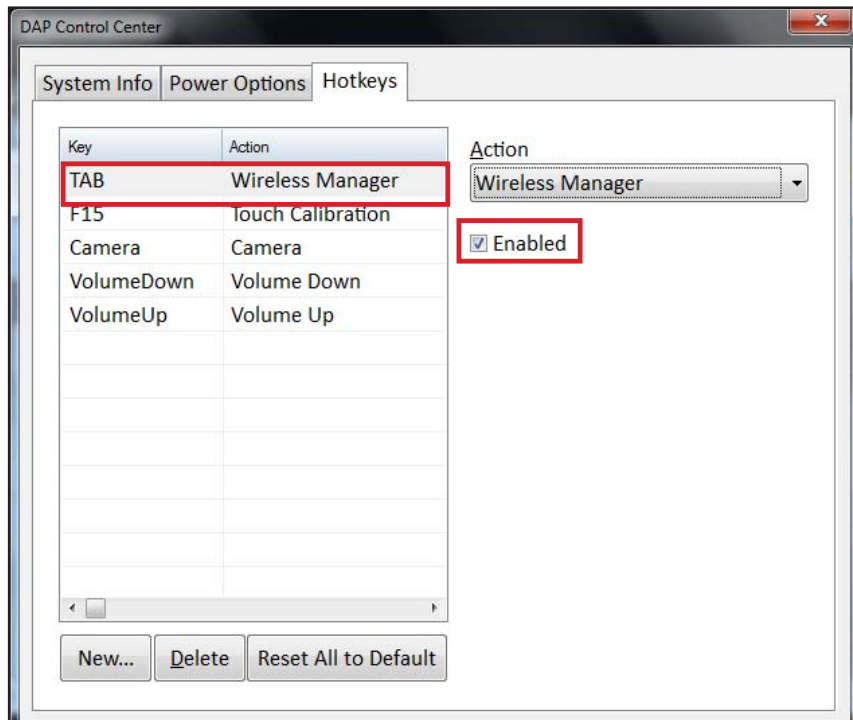 DAP Control Center
System Info Power Options Hotkeys
Key Action
TAB Wireless Manager
F15 Touch Calibration
Camera Camera
VolumeDown Volume Down
VolumeUp Volume Up
Action
Wireless Manager
Enabled
New... Delete Reset All to Default